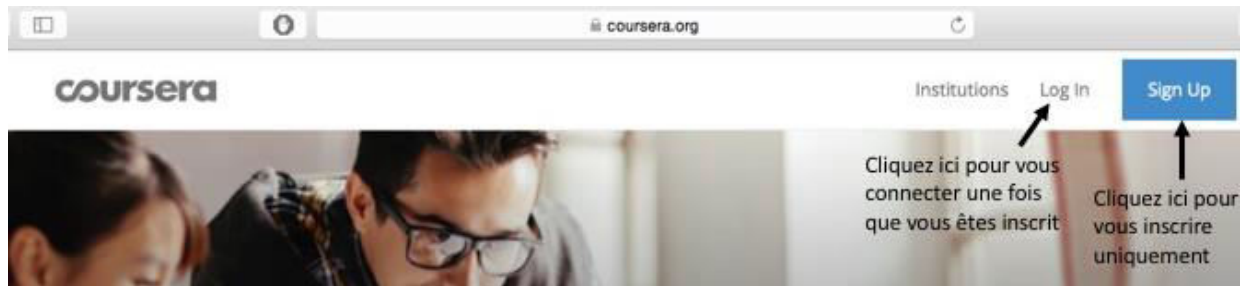 coursera.org
coursera
Institutions Log In Sign Up
Cliquez ici pour vous
connecter une fois
que vous êtes inscrit
Cliquez ici pour
vous inscrire
uniquement